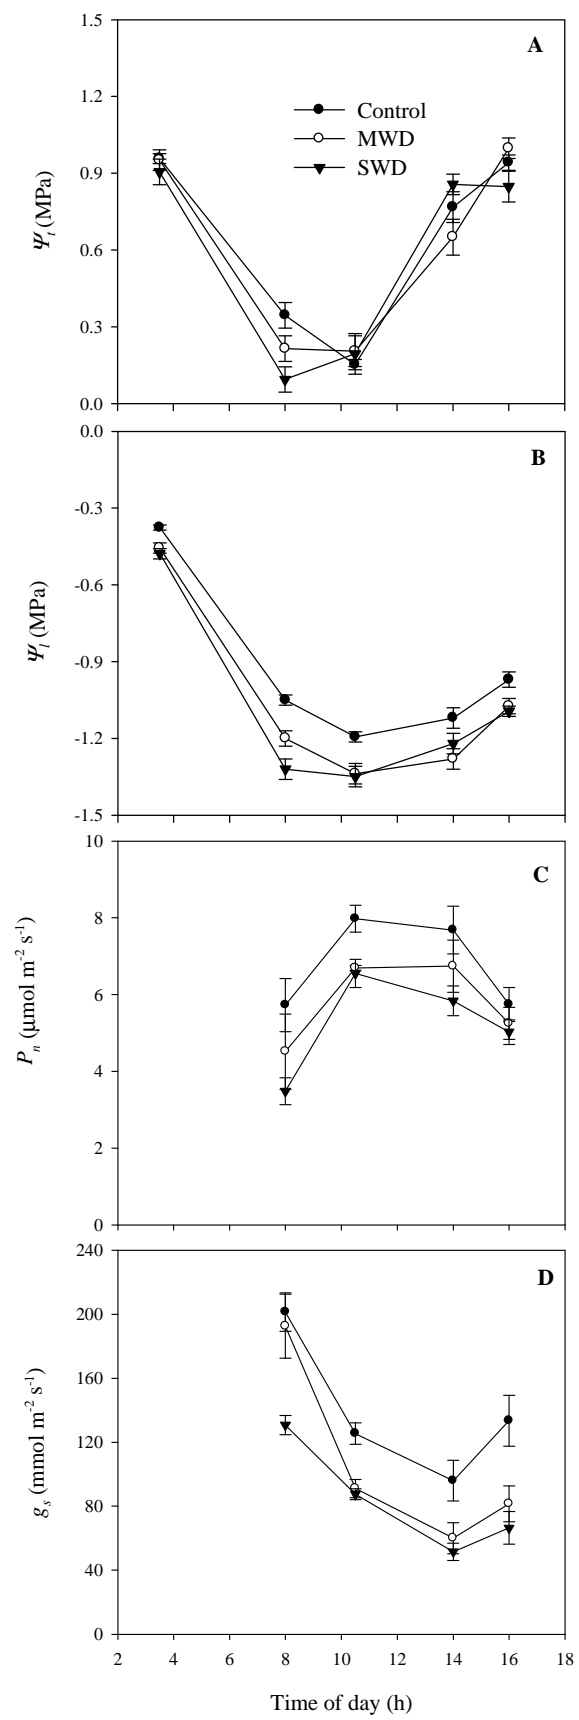 1.5
A
1.2
Control
MWD
SWD
0.9
0.6
0.3
0.0
Ψt (MPa)
0.0
B
-0.3
-0.6
-0.9
-1.2
-1.5
Ψl (MPa)
10
C
8
6
4
2
0
Pn (μmol m-2 s-1)
240
D
200
160
120
80
40
0
gs (mmol m-2 s-1)
2 4 6 8 10 12 14 16 18
Time of day (h)